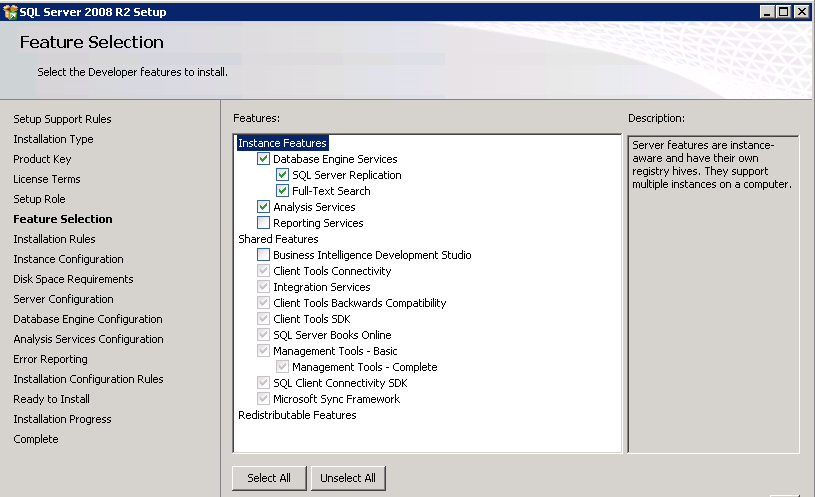 SQL Server 2008 R2 Setup
Feature Selection
Select the Developer features to install.
Setup Support Rules
Installation Type
Product Key
License Terms
Setup Role
Feature Selection
Installation Rules
Instance Configuration
Disk Space Requirements
Server Configuration
Database Engine Configuration
Analysis Services Configuration
Error Reporting
Installation Configuration Rules
Ready to Install
Installation Progress
Complete
Features:
Instance Features
Database Engine Services
SQL Server Replication
Full-Text Search
Analysis Services
Reporting Services
Shared Features
Business Intelligence Development Studio
Client Tools Connectivity
Integration Services
Client Tools Backwards Compatibility
Client Tools SDK
SQL Server Books Online
Management Tools - Basic
Management Tools - Complete
SQL Client Connectivity SDK
Microsoft Sync Framework
Redistributable Features
Select All
Unselect All
Description:
Server features are instance-
aware and have their own
registry hives. They support
multiple instances on a computer.